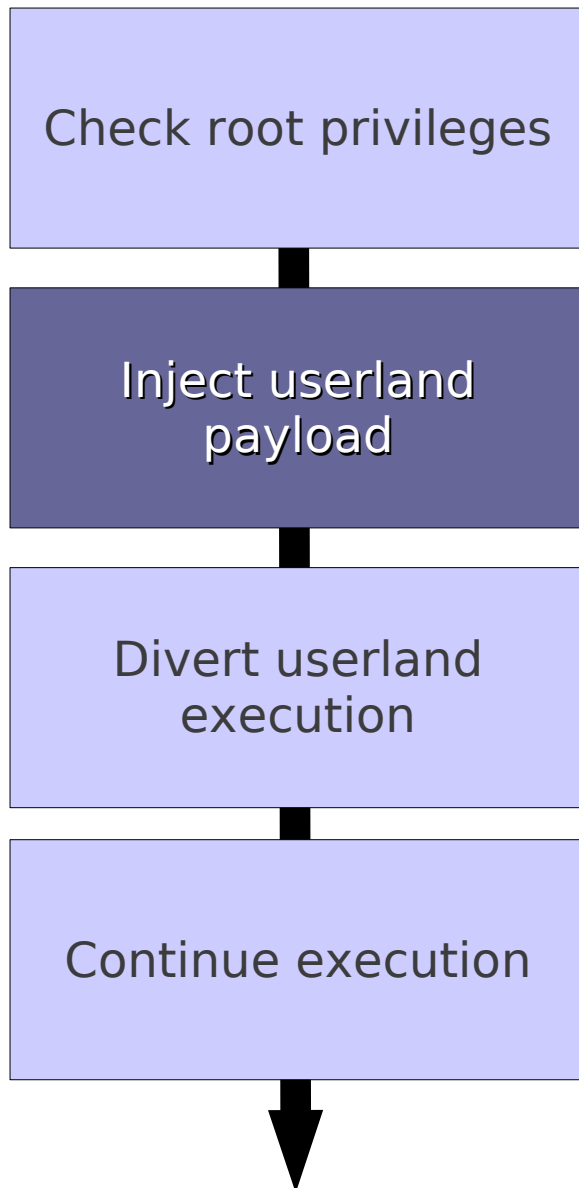 Check root privileges
Inject userland
payload
Divert userland
execution
Continue execution